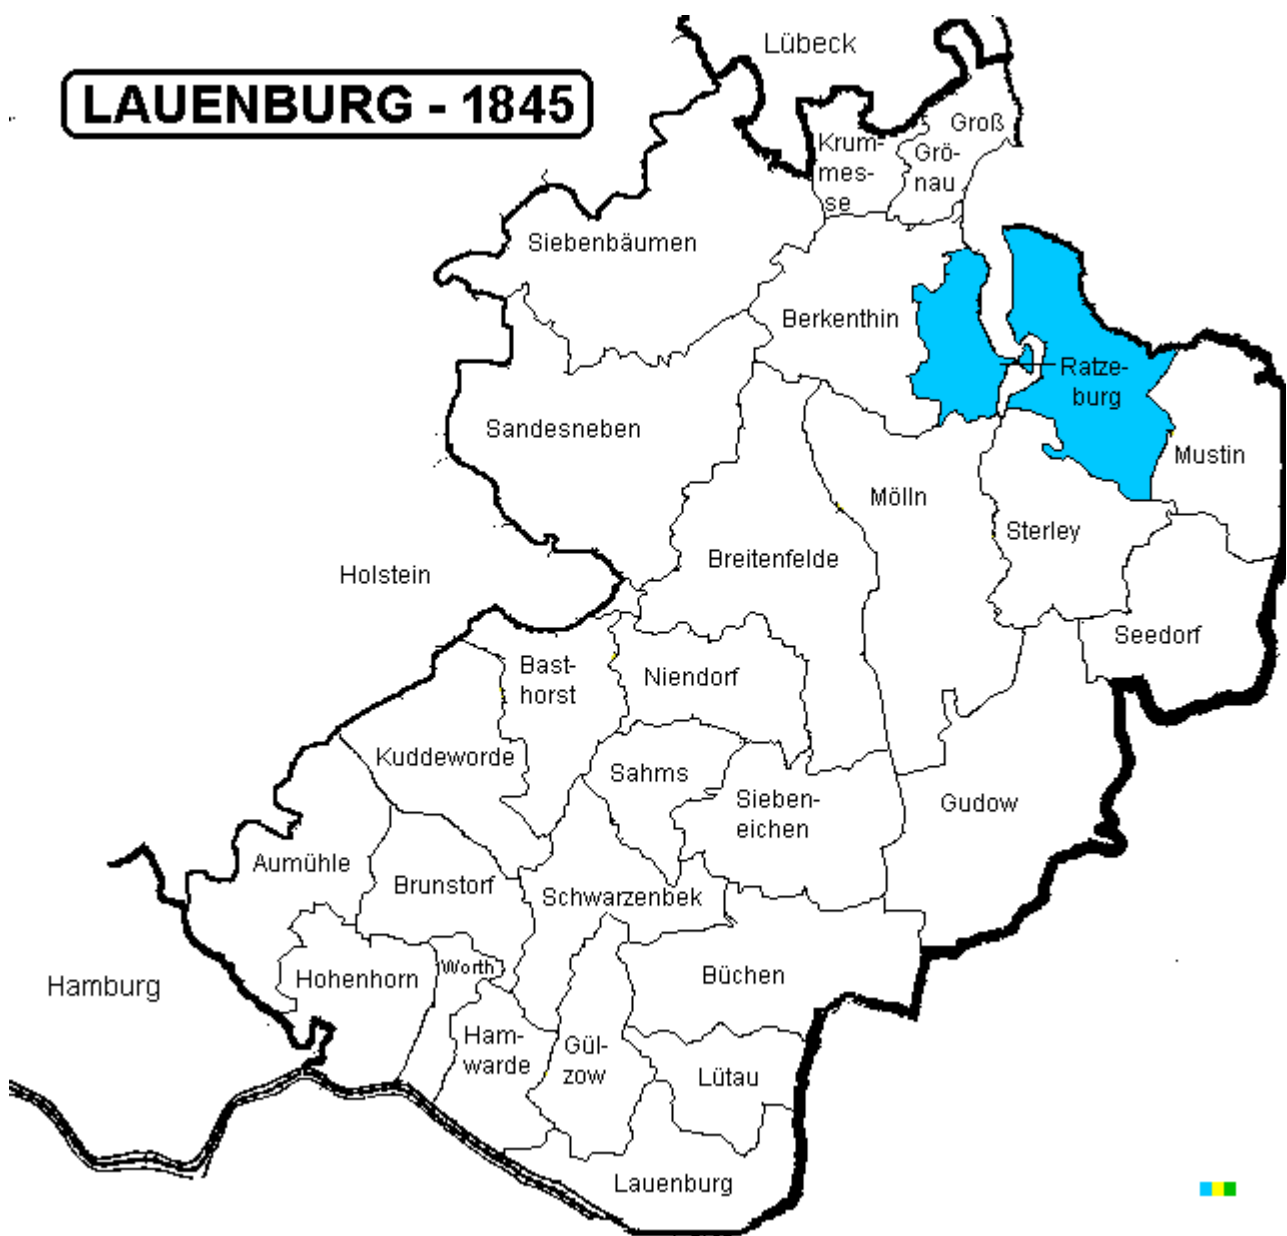 Lübeck
LAUENBURG - 1845
Groß
Grö-
nau
Krum-
mes-
se
Siebenbäumen
Berkenthin
Ratze-
burg
Sandesneben
Mustin
Mölln
Sterley
Breitenfelde
Holstein
Seedorf
Bast-
horst
Niendorf
Kuddeworde
Sahms
Sieben-
eichen
Gudow
Aumühle
Brunstorf
Schwarzenbek
Worth
Hohenhorn
Büchen
Hamburg
Ham-
warde
Gül-
zow
Lütau
Lauenburg